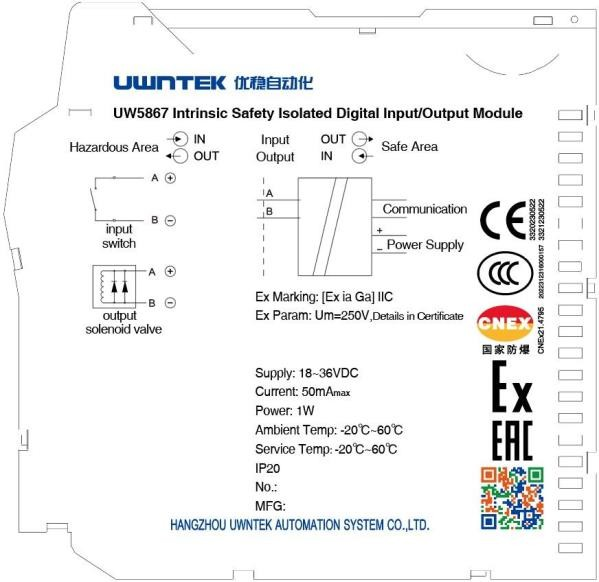 UWNTEK 优稳自动化
UW5867 Intrinsic Safety Isolated Digital Input/Output Module
Hazardous Area IN Input OUT Safe Area
OUT Output IN
A +
B −
input
switch
A +
B −
output
solenoid valve
A
B
Communication
+
−
Power Supply
Ex Marking: [Ex ia Ga] IIC
Ex Param: Um=250V,Details in Certificate
Supply: 18~36VDC
Current: 50mAmax
Power: 1W
Ambient Temp: -20℃~60℃
Service Temp: -20℃~60℃
IP20
No.:
MFG:
HANGZHOU UWNTEK AUTOMATION SYSTEM CO.,LTD.
CE
3320230522
3321230522
CCC
2022312316000157
CNEX
国家防爆
CNEx21.4795
Ex
EAC